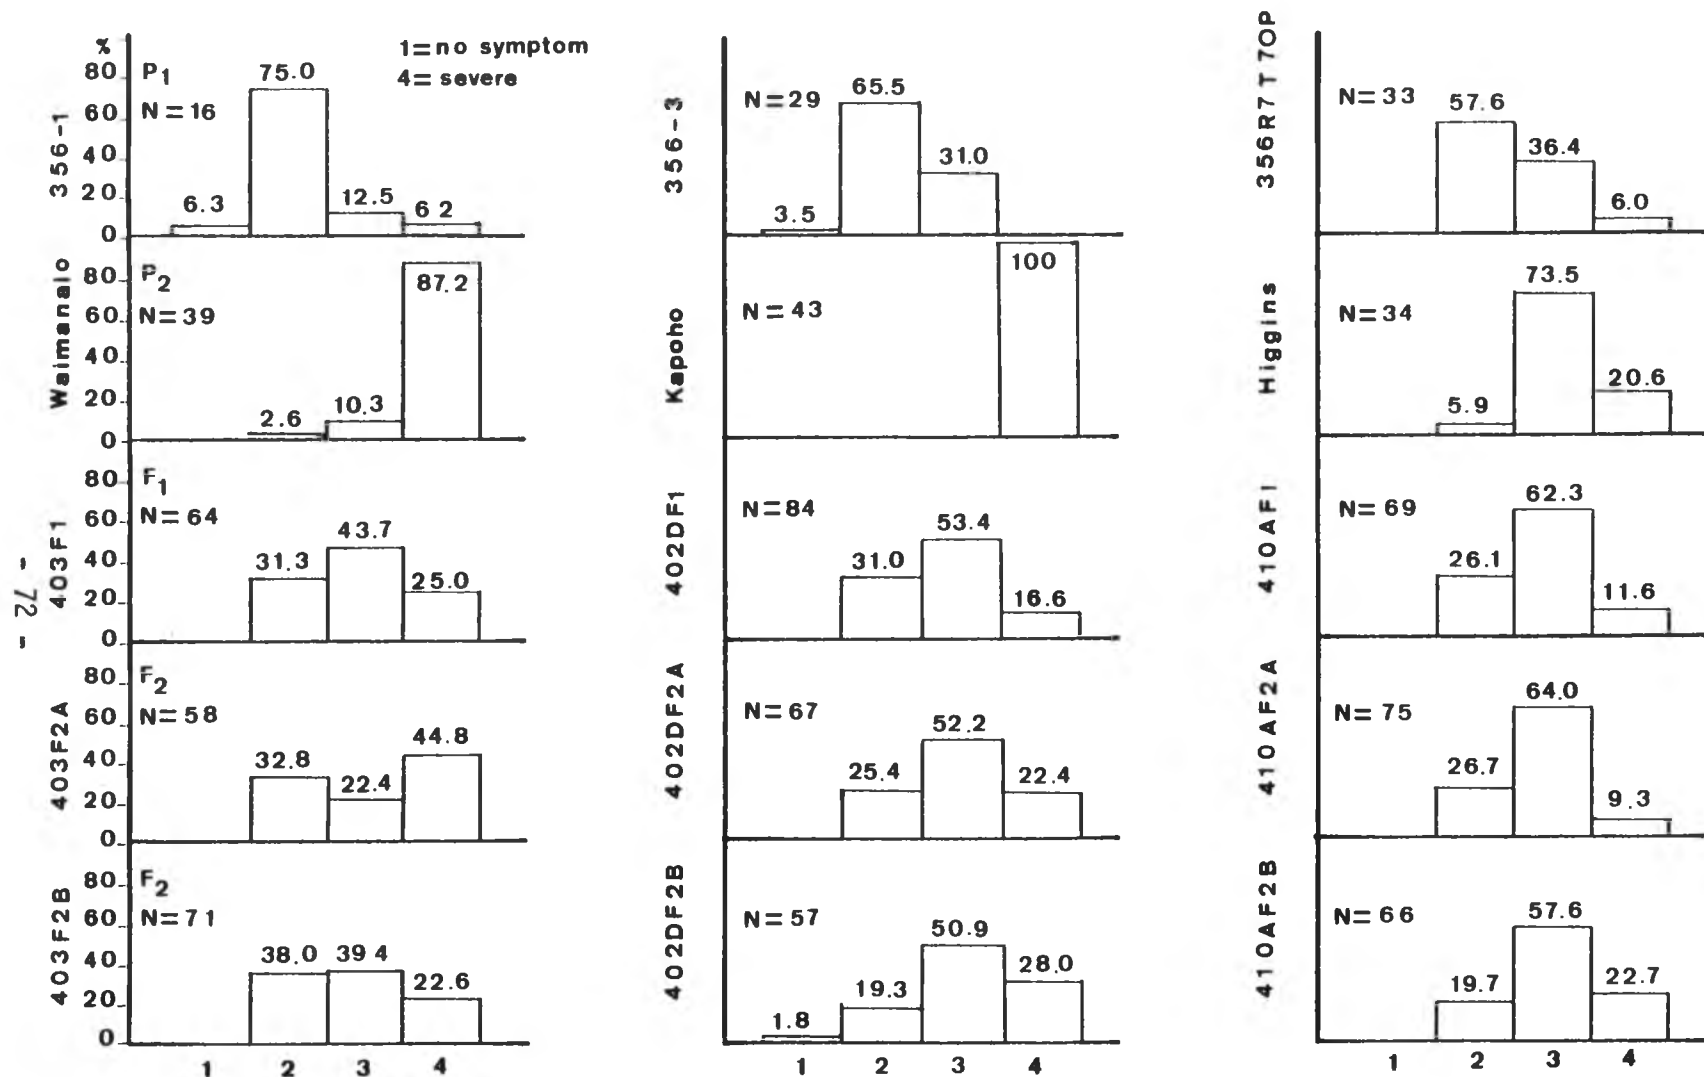 %
1=no symptom
4=severe
356-1
P1
N=16
80
60
40
20
0
6.3
75.0
12.5
6 2
356-3
N=29
3.5
65.5
31.0
356R7T7OP
N=33
57.6
36.4
6.0
Waimanalo
P2
N=39
80
60
40
20
0
2.6
10.3
87.2
Kapoho
N=43
100
Higgins
N=34
5.9
73.5
20.6
403F1
F1
N=64
80
60
40
20
0
31.3
43.7
25.0
402DF1
N=84
31.0
53.4
16.6
410AF1
N=69
26.1
62.3
11.6
- 72 -
403F2A
F2
N=58
80
60
40
20
0
32.8
22.4
44.8
402DF2A
N=67
25.4
52.2
22.4
410AF2A
N=75
26.7
64.0
9.3
403F2B
F2
N=71
80
60
40
20
0
38.0
39 4
22.6
402DF2B
N=57
1.8
19.3
50.9
28.0
410AF2B
N=66
19.7
57.6
22.7
1 2 3 4
1 2 3 4
1 2 3 4